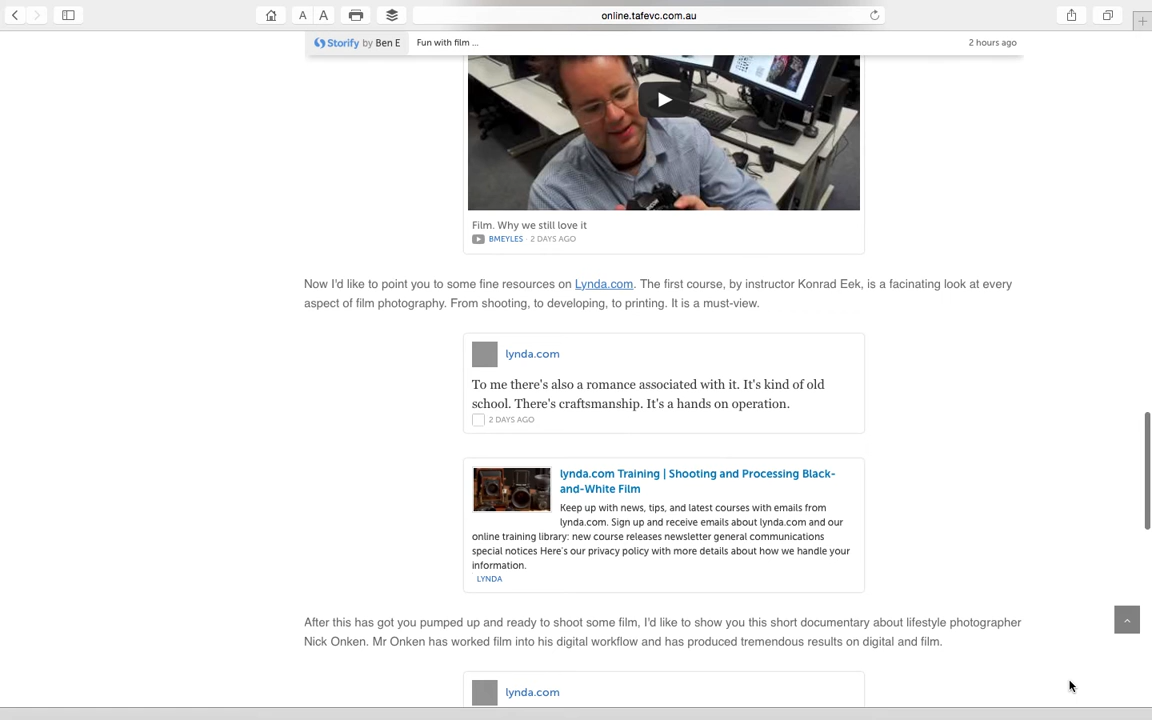 A A
online.tafevc.com.au
Storify by Ben E Fun with film ... 2 hours ago
Film. Why we still love it
BMEYLES · 2 DAYS AGO
Now I'd like to point you to some fine resources on Lynda.com. The first course, by instructor Konrad Eek, is a facinating look at every
aspect of film photography. From shooting, to developing, to printing. It is a must-view.
lynda.com
To me there's also a romance associated with it. It's kind of old
school. There's craftsmanship. It's a hands on operation.
2 DAYS AGO
lynda.com Training | Shooting and Processing Black-
and-White Film
Keep up with news, tips, and latest courses with emails from
lynda.com. Sign up and receive emails about lynda.com and our
online training library: new course releases newsletter general communications
special notices Here's our privacy policy with more details about how we handle your
information.
LYNDA
After this has got you pumped up and ready to shoot some film, I'd like to show you this short documentary about lifestyle photographer
Nick Onken. Mr Onken has worked film into his digital workflow and has produced tremendous results on digital and film.
lynda.com